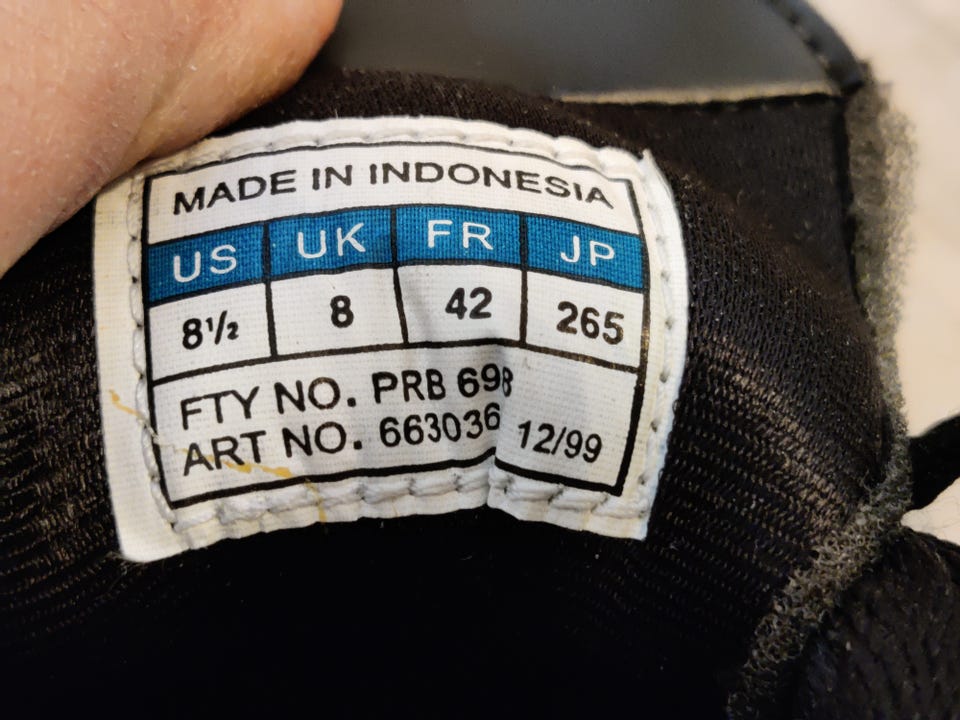 MADE IN INDONESIA
US UK FR JP
8½ 8 42 265
FTY NO. PRB 698
ART NO. 663036 12/99